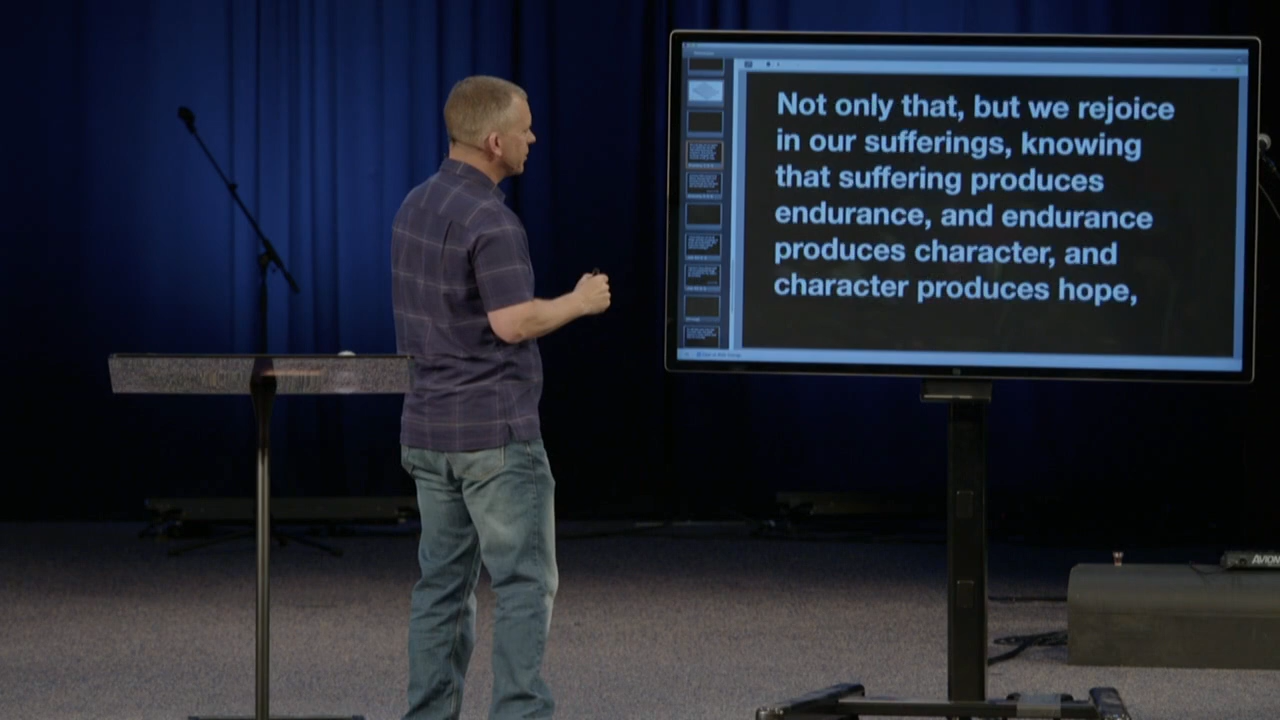 Not only that, but we rejoice
in our sufferings, knowing
that suffering produces
endurance, and endurance
produces character, and
character produces hope,
AVION